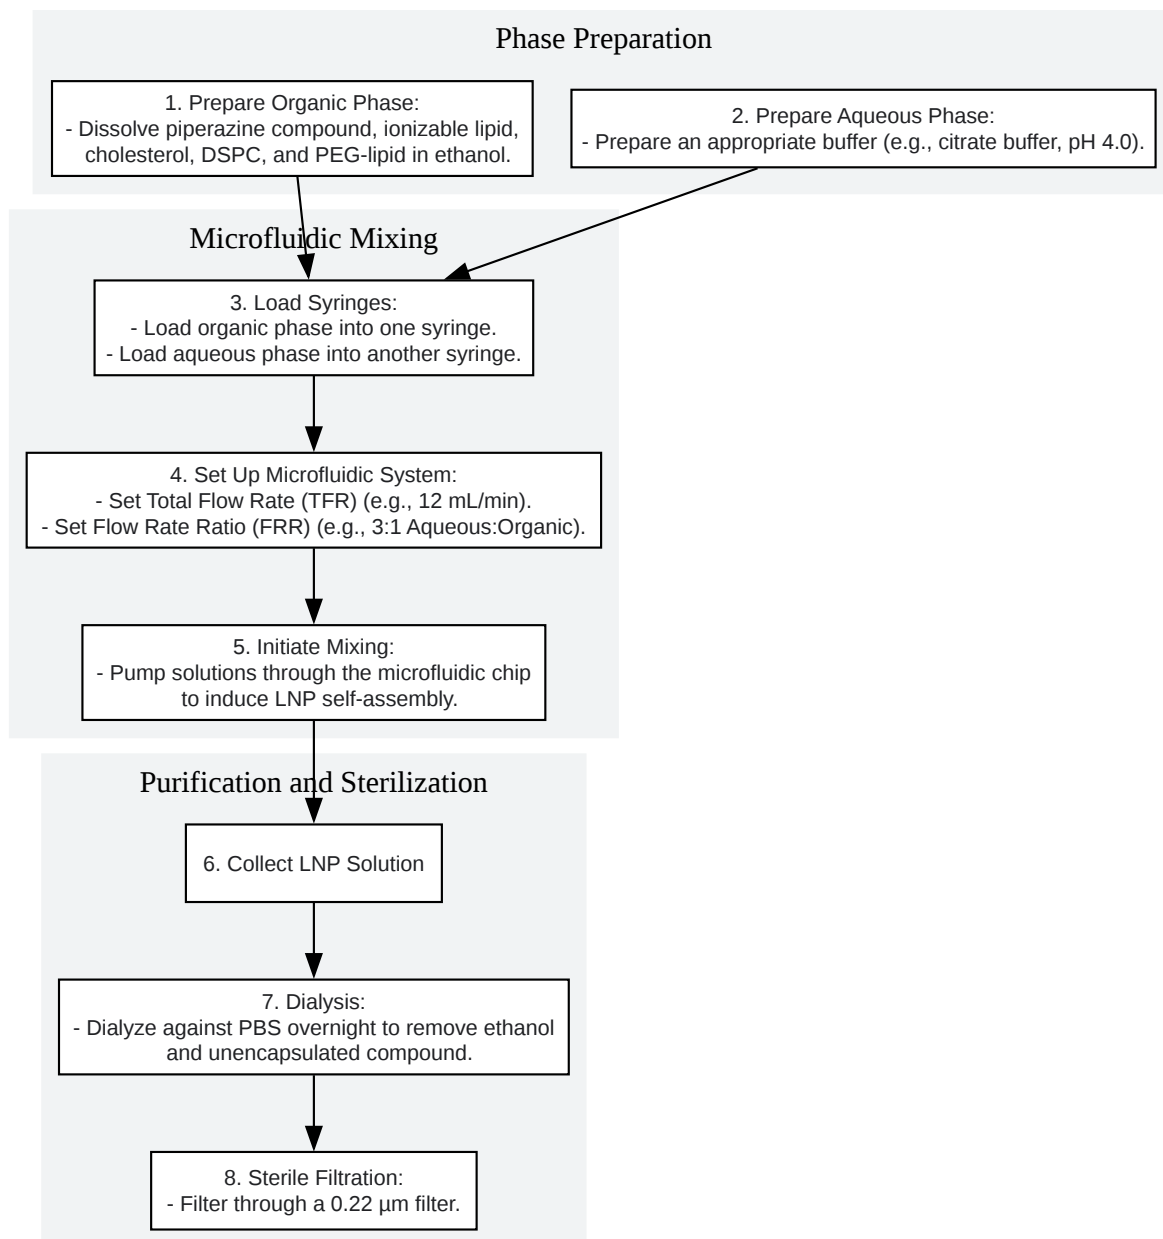 Phase Preparation
1. Prepare Organic Phase:
- Dissolve piperazine compound, ionizable lipid,
cholesterol, DSPC, and PEG-lipid in ethanol.
2. Prepare Aqueous Phase:
- Prepare an appropriate buffer (e.g., citrate buffer, pH 4.0).
Microfluidic Mixing
3. Load Syringes:
- Load organic phase into one syringe.
- Load aqueous phase into another syringe.
4. Set Up Microfluidic System:
- Set Total Flow Rate (TFR) (e.g., 12 mL/min).
- Set Flow Rate Ratio (FRR) (e.g., 3:1 Aqueous:Organic).
5. Initiate Mixing:
- Pump solutions through the microfluidic chip
to induce LNP self-assembly.
Purification and Sterilization
6. Collect LNP Solution
7. Dialysis:
- Dialyze against PBS overnight to remove ethanol
and unencapsulated compound.
8. Sterile Filtration:
- Filter through a 0.22 µm filter.